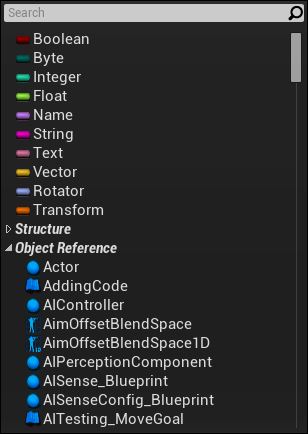 Search
Boolean
Byte
Integer
Float
Name
String
Text
Vector
Rotator
Transform
Structure
Object Reference
Actor
AddingCode
AIController
AimOffsetBlendSpace
AimOffsetBlendSpace1D
AIPerceptionComponent
AISense_Blueprint
AISenseConfig_Blueprint
AITesting_MoveGoal